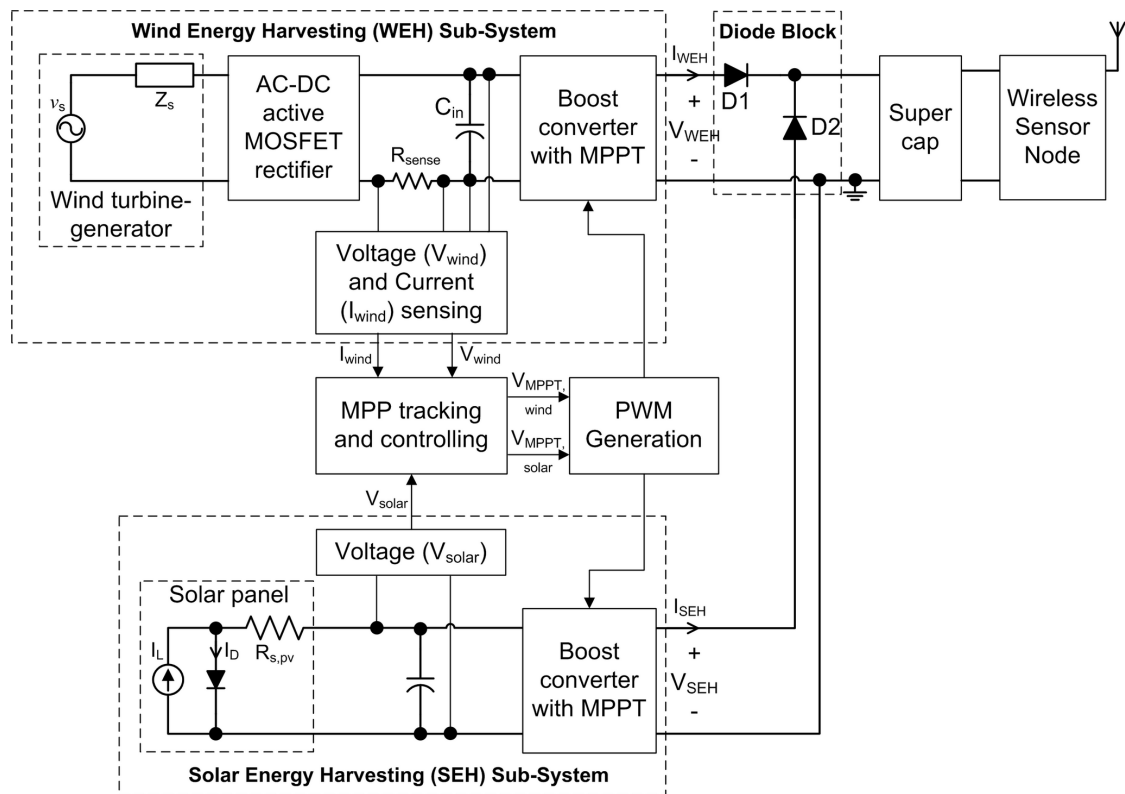 Wind Energy Harvesting (WEH) Sub-System
Diode Block
v_s
Z_s
Wind turbine-
generator
AC-DC
active
MOSFET
rectifier
C_in
R_sense
Boost
converter
with MPPT
I_WEH
+
V_WEH
-
D1
D2
Super
cap
Wireless
Sensor
Node
Voltage (V_wind)
and Current
(I_wind) sensing
I_wind
V_wind
MPP tracking
and controlling
V_MPPT,
wind
V_MPPT,
solar
PWM
Generation
V_solar
Voltage (V_solar)
Solar panel
I_L
I_D
R_s,pv
Boost
converter
with MPPT
I_SEH
+
V_SEH
-
Solar Energy Harvesting (SEH) Sub-System